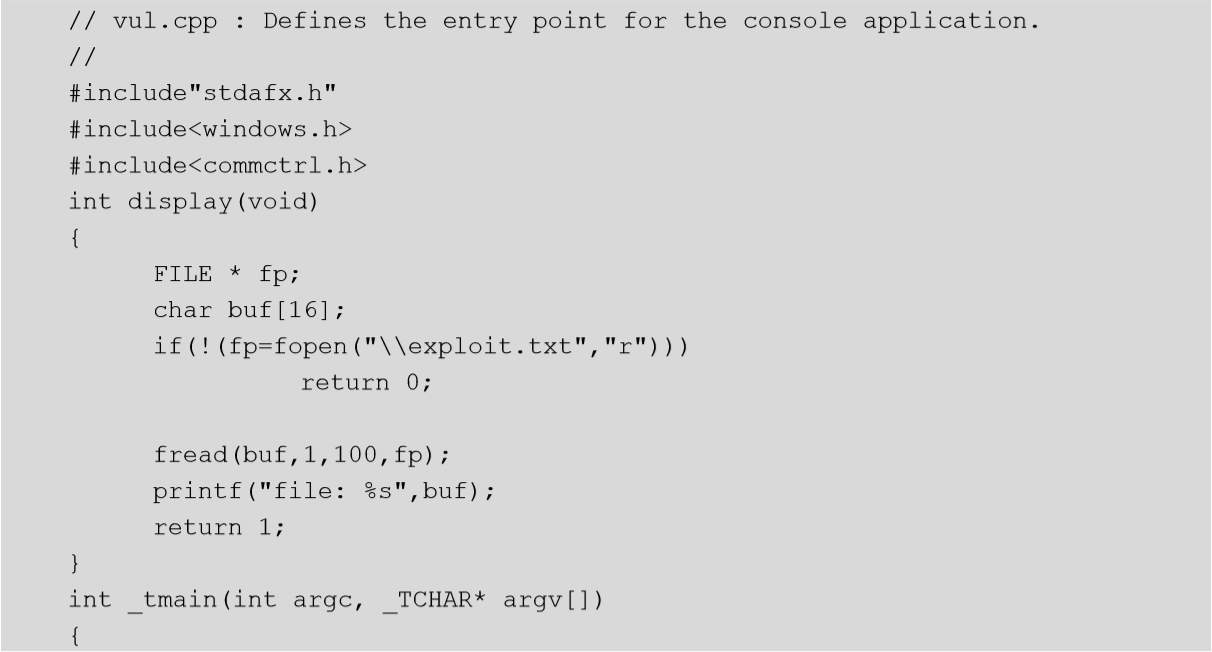 // vul.cpp : Defines the entry point for the console application.
//
#include"stdafx.h"
#include<windows.h>
#include<commctrl.h>
int display(void)
{
FILE * fp;
char buf[16];
if(!(fp=fopen("\\exploit.txt","r")))
return 0;
fread(buf,1,100,fp);
printf("file: %s",buf);
return 1;
}
int _tmain(int argc, _TCHAR* argv[])
{